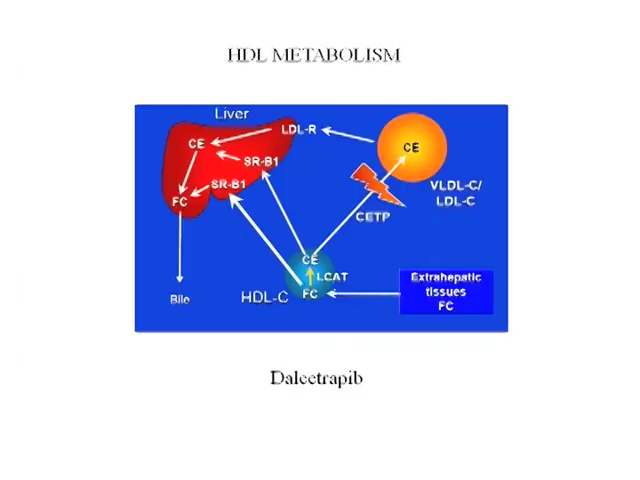 HDL METABOLISM
Liver
LDL-R
CE
CE
SR-B1
SR-B1
VLDL-C/
LDL-C
FC
CETP
CE
LCAT
Extrahepatic
tissues
FC
Bile
HDL-C
FC
Dalcetrapib